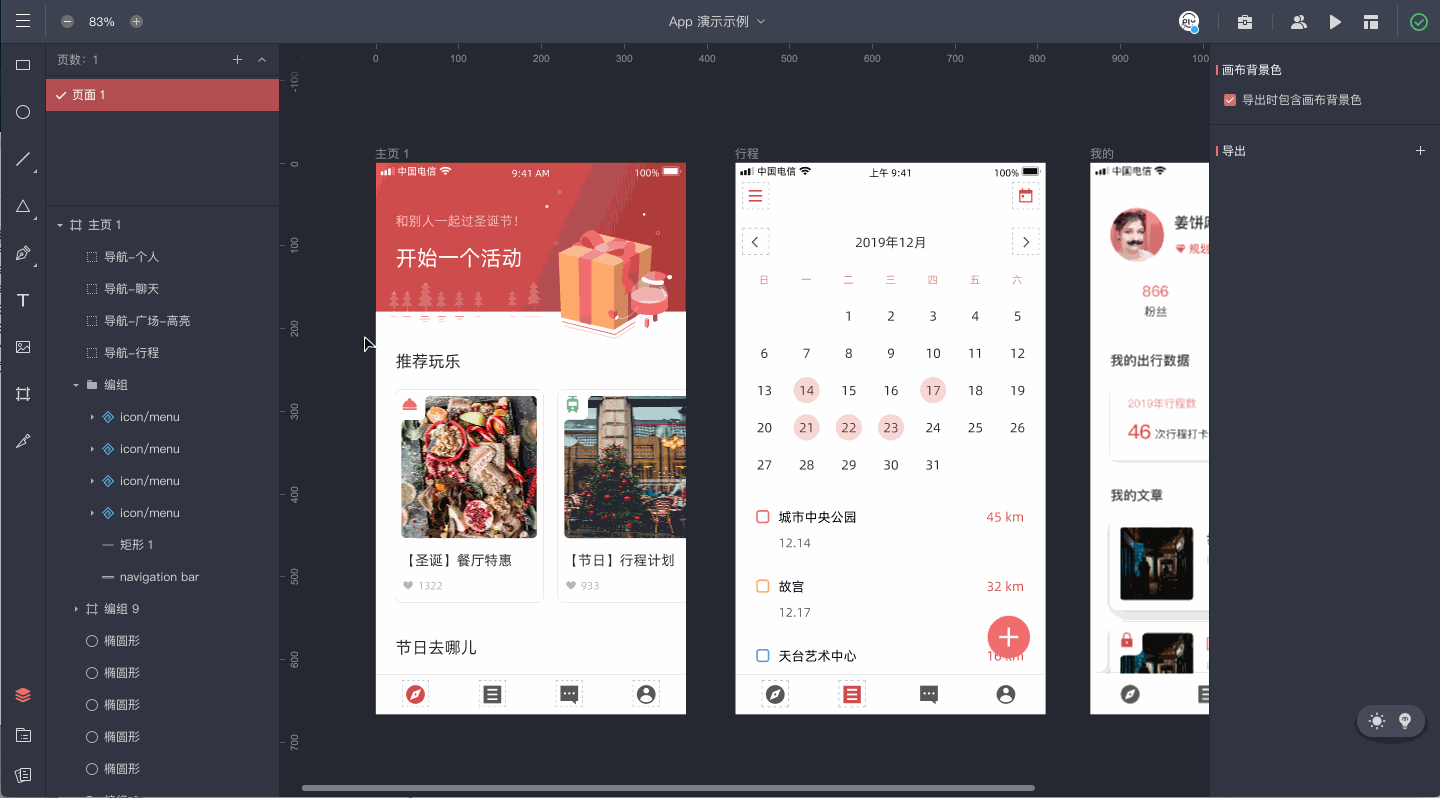 83%
App 演示示例
页数: 1
页面 1
主页 1
导航-个人
导航-聊天
导航-广场-高亮
导航-行程
编组
icon/menu
icon/menu
icon/menu
icon/menu
矩形 1
navigation bar
编组 9
椭圆形
椭圆形
椭圆形
椭圆形
椭圆形
0 100 200 300 400 500 600 700 800 900
-100
0
100
200
300
400
500
600
700
主页 1
中国电信 9:41 AM 100%
和别人一起过圣诞节!
开始一个活动
推荐玩乐
【圣诞】餐厅特惠
1322
【节日】行程计划
933
节日去哪儿
行程
中国电信 上午 9:41 100%
2019年12月
日 一 二 三 四 五 六
1 2 3 4 5
6 7 8 9 10 11 12
13 14 15 16 17 18 19
20 21 22 23 24 25 26
27 28 29 30 31
城市中央公园 45 km
12.14
故宫 32 km
12.17
天台艺术中心
我的
中国电信
姜饼
规划
866
粉丝
我的出行数据
2019年行程数
46 次行程打卡
我的文章
画布背景色
导出时包含画布背景色
导出